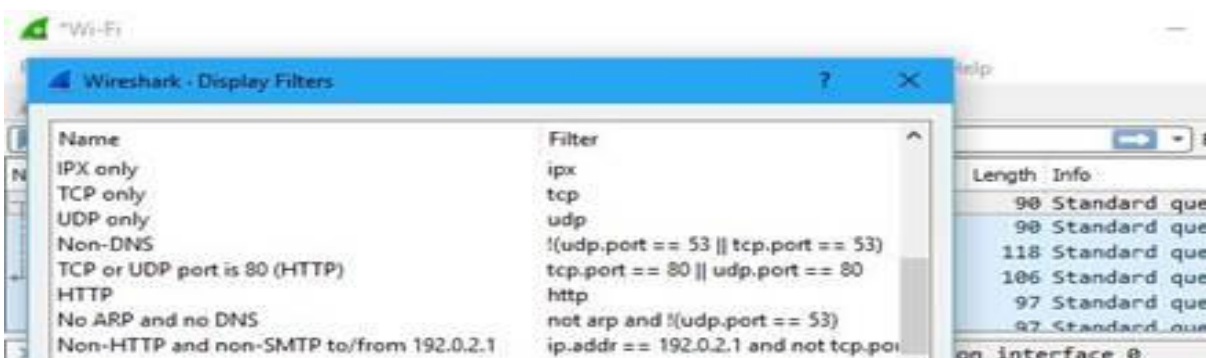 *Wi-Fi
Help
Wireshark - Display Filters ? ×
Name Filter
IPX only ipx
TCP only tcp
UDP only udp
Non-DNS !(udp.port == 53 || tcp.port == 53)
TCP or UDP port is 80 (HTTP) tcp.port == 80 || udp.port == 80
HTTP http
No ARP and no DNS not arp and !(udp.port == 53)
Non-HTTP and non-SMTP to/from 192.0.2.1 ip.addr == 192.0.2.1 and not tcp.por
Length Info
90 Standard que
90 Standard que
118 Standard que
106 Standard que
97 Standard que
97 Standard que
on interface 0